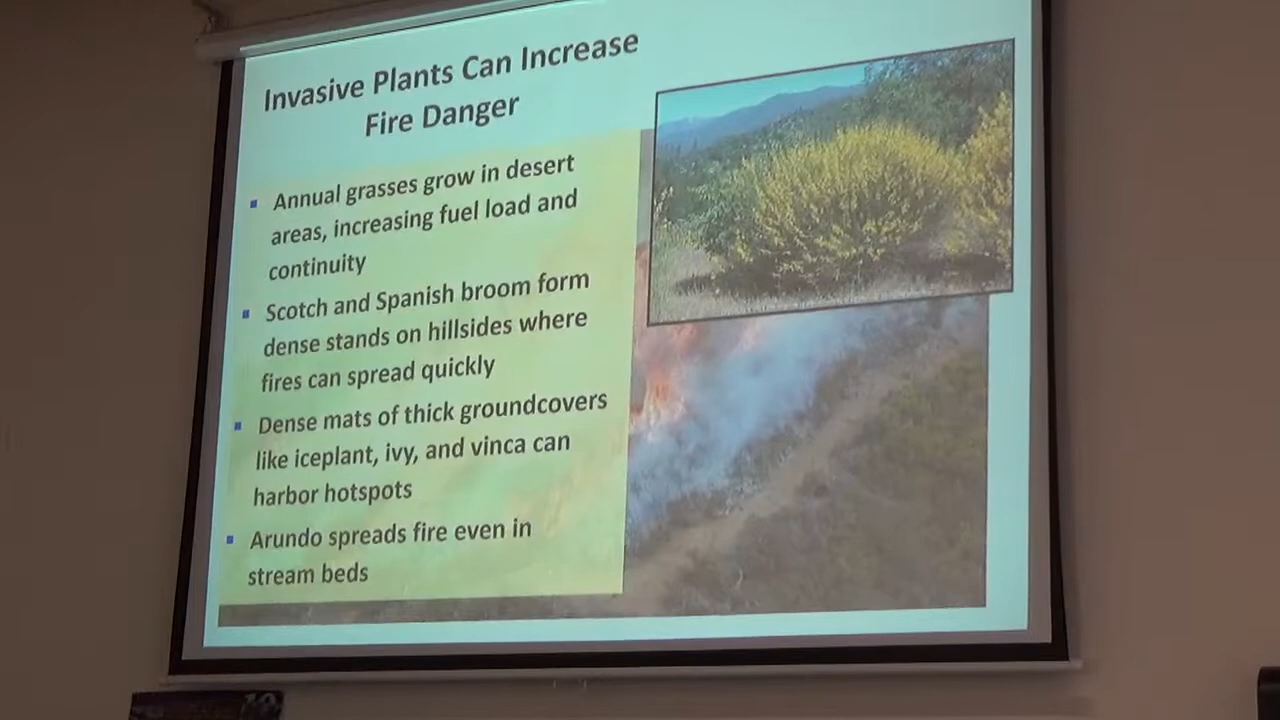 Invasive Plants Can Increase
Fire Danger
▪ Annual grasses grow in desert
areas, increasing fuel load and
continuity
▪ Scotch and Spanish broom form
dense stands on hillsides where
fires can spread quickly
▪ Dense mats of thick groundcovers
like iceplant, ivy, and vinca can
harbor hotspots
▪ Arundo spreads fire even in
stream beds